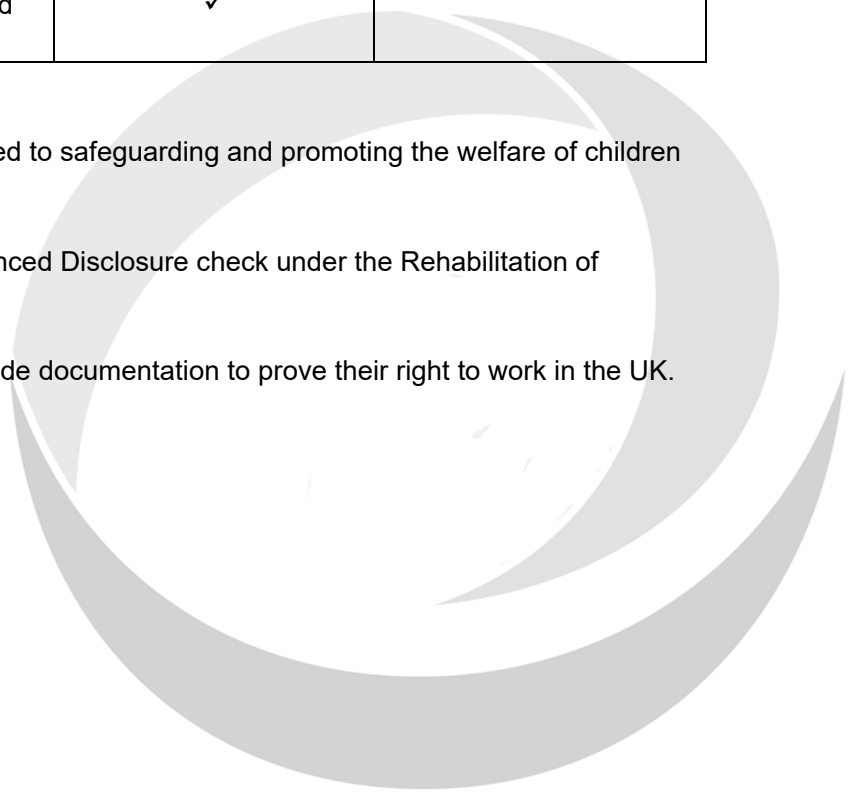 d ✓
ed to safeguarding and promoting the welfare of children
nced Disclosure check under the Rehabilitation of
de documentation to prove their right to work in the UK.